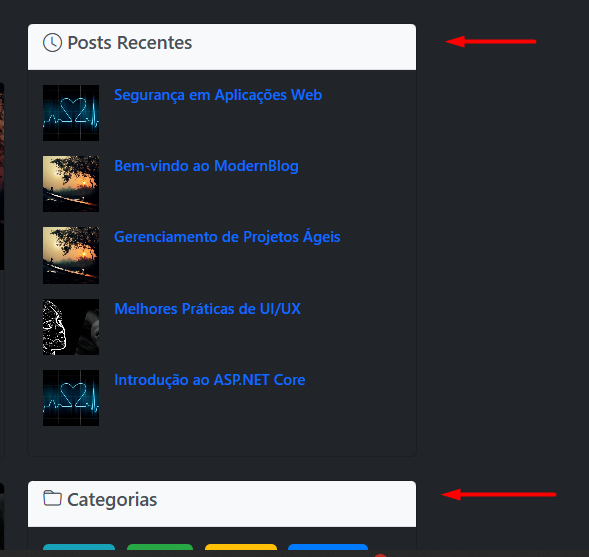 Posts Recentes
Segurança em Aplicações Web
Bem-vindo ao ModernBlog
Gerenciamento de Projetos Ágeis
Melhores Práticas de UI/UX
Introdução ao ASP.NET Core
Categorias